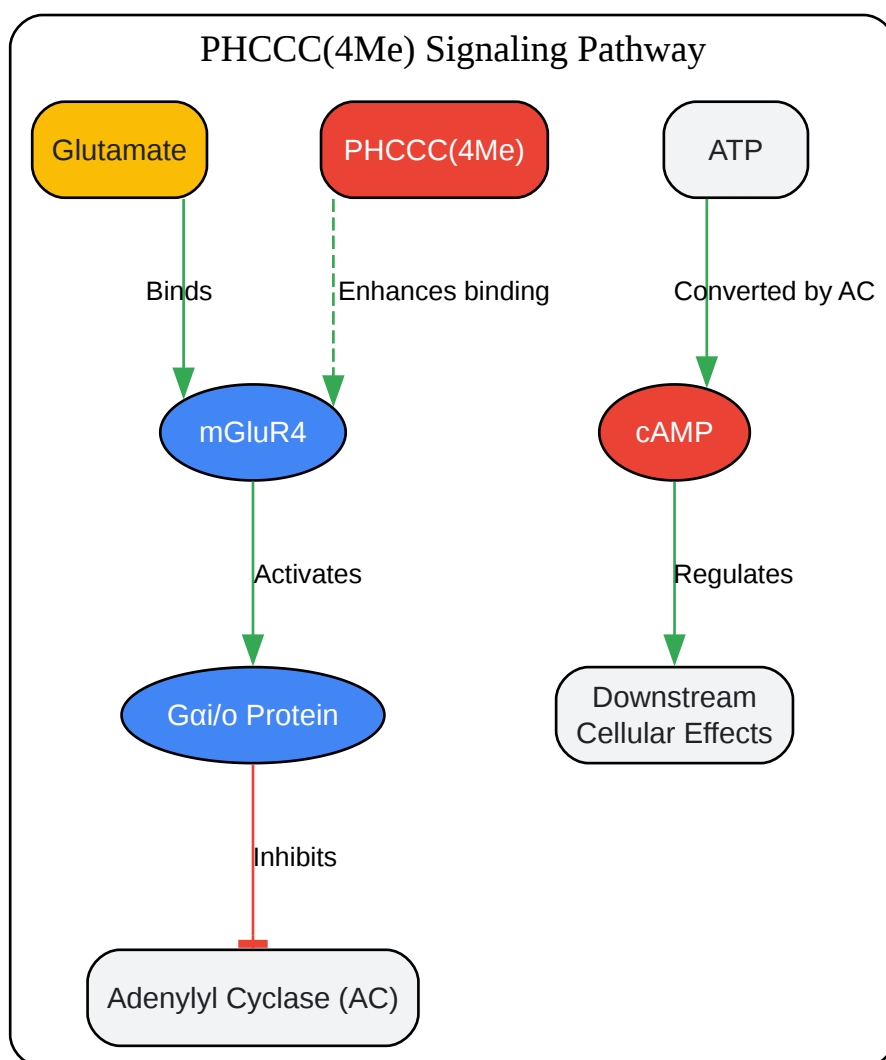 PHCCC(4Me) Signaling Pathway
Glutamate
PHCCC(4Me)
ATP
Binds
Enhances binding
Converted by AC
mGluR4
cAMP
Activates
Regulates
Gαi/o Protein
Downstream
Cellular Effects
Inhibits
Adenylyl Cyclase (AC)